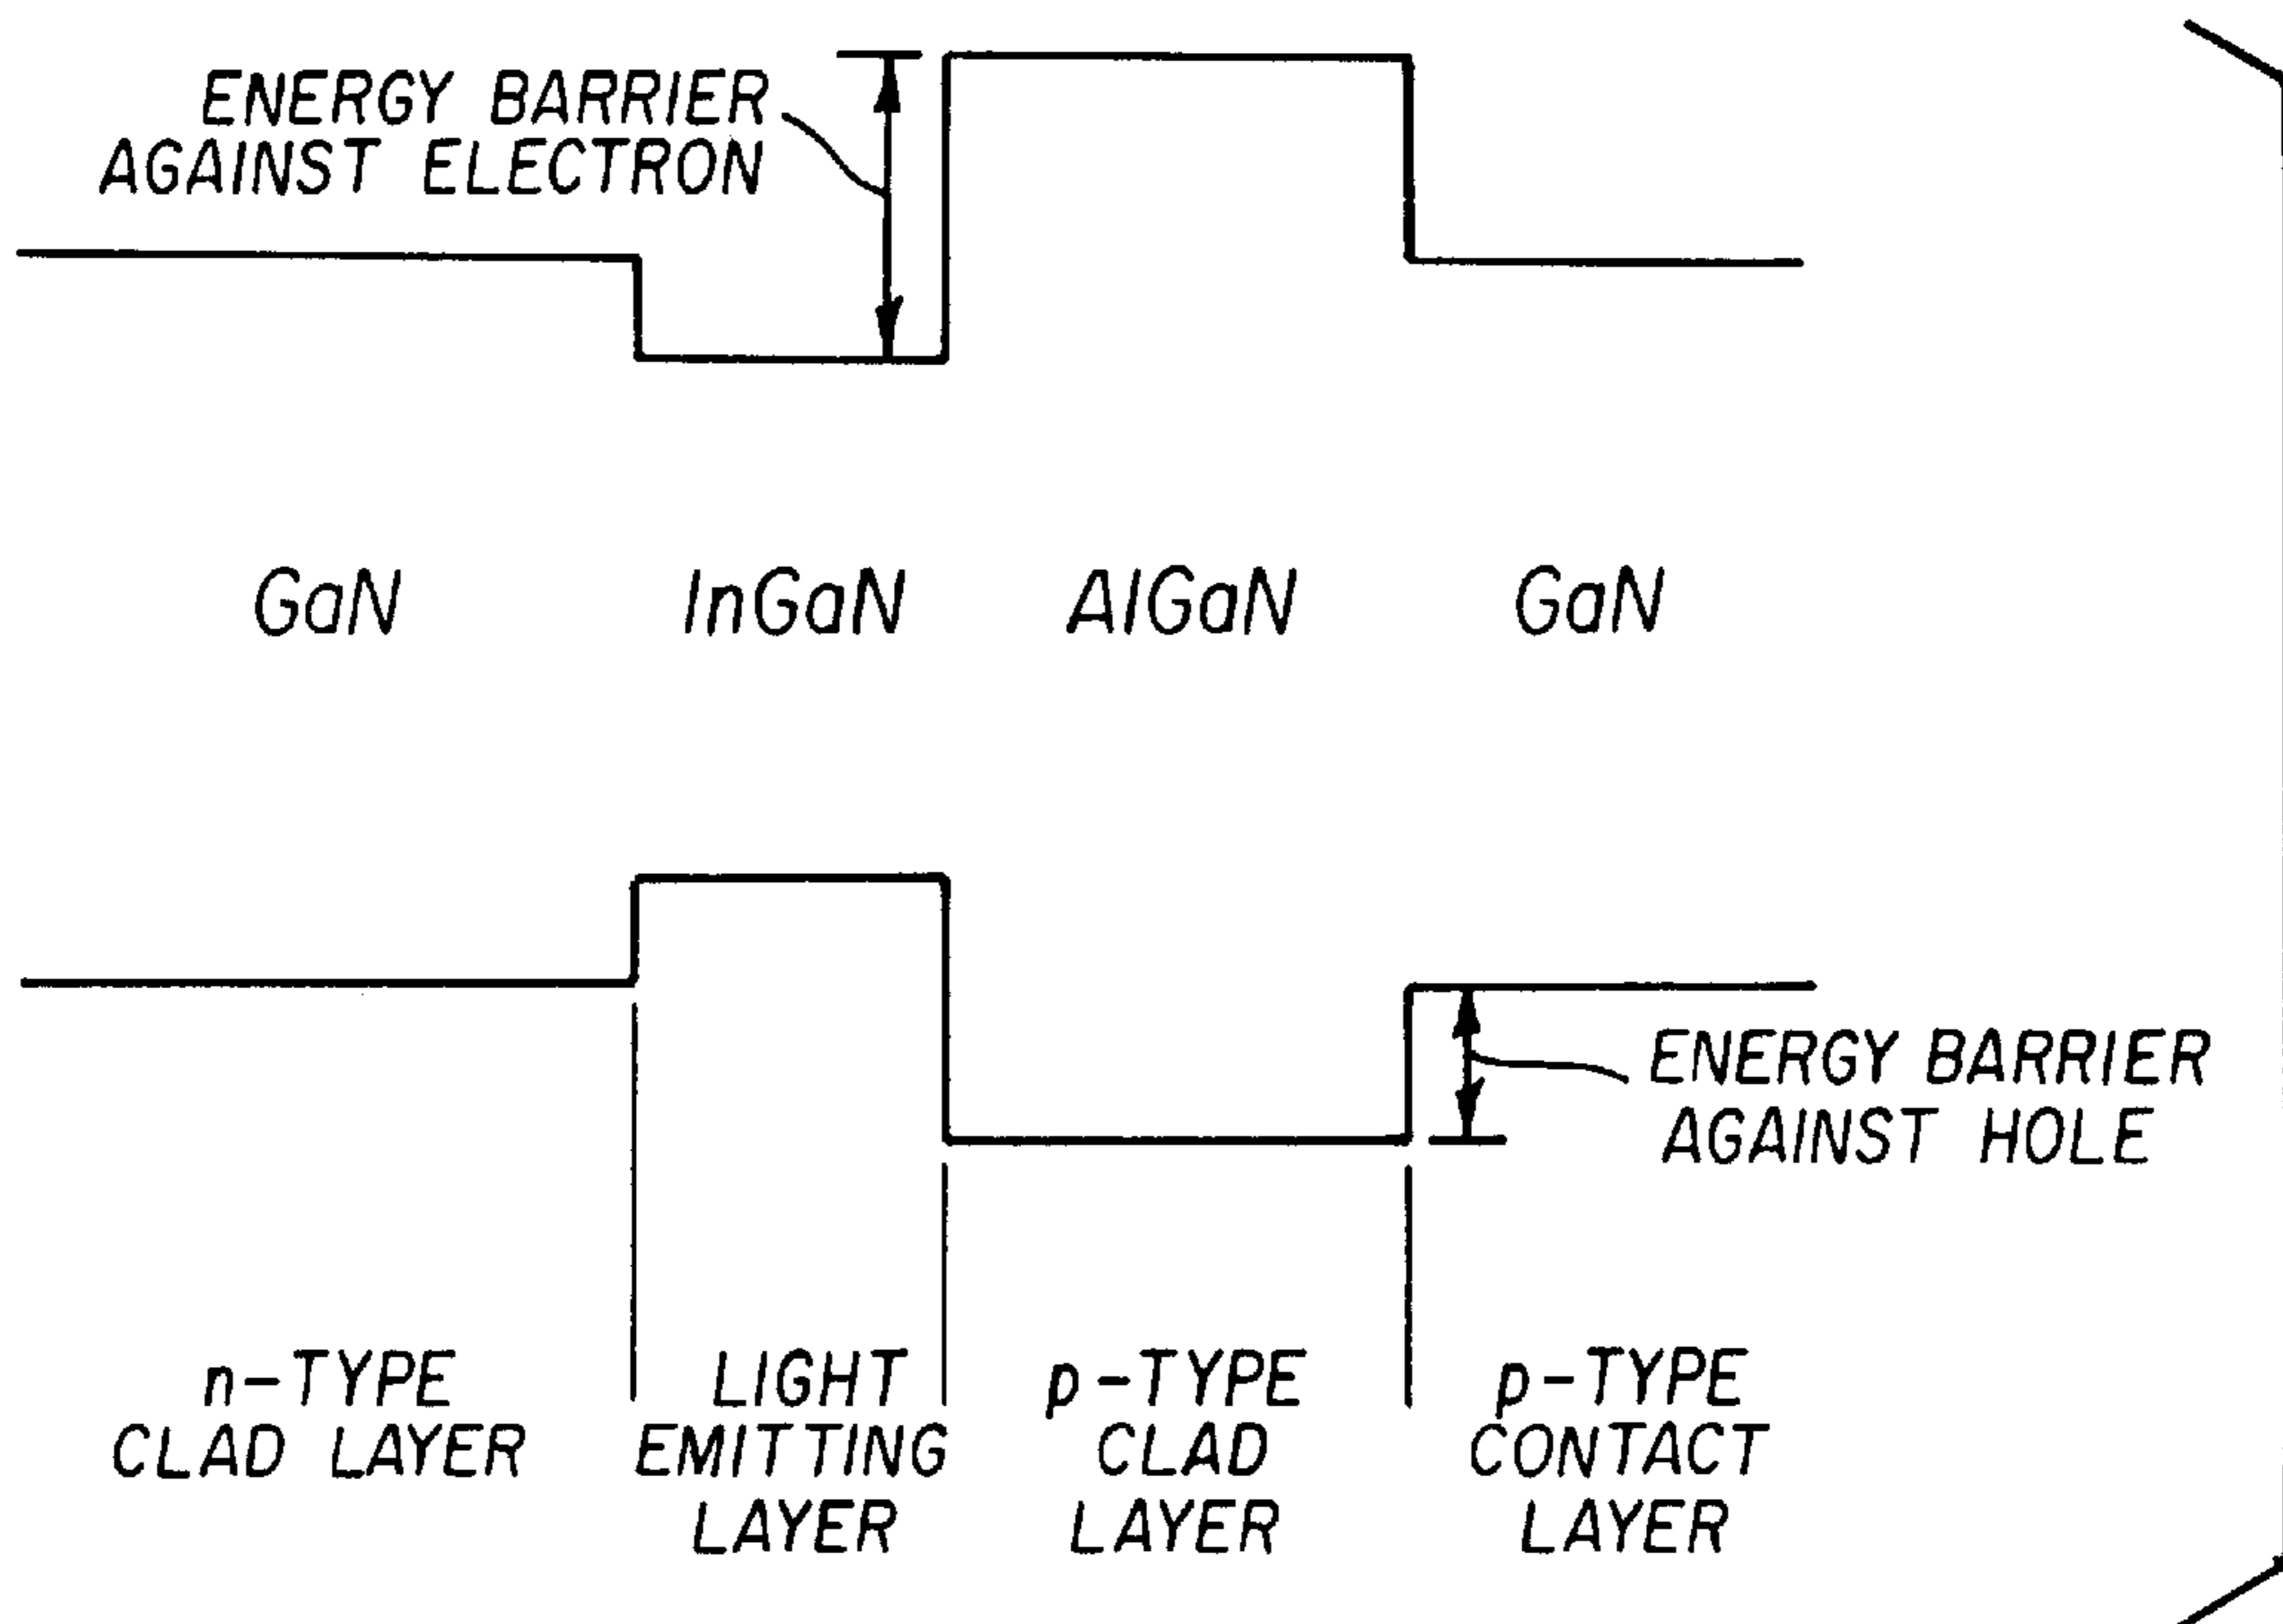 ENERGY BARRIER
AGAINST ELECTRON
GaN
InGaN
AlGaN
GaN
ENERGY BARRIER
AGAINST HOLE
n-TYPE
CLAD LAYER
LIGHT
EMITTING
LAYER
p-TYPE
CLAD
LAYER
p-TYPE
CONTACT
LAYER